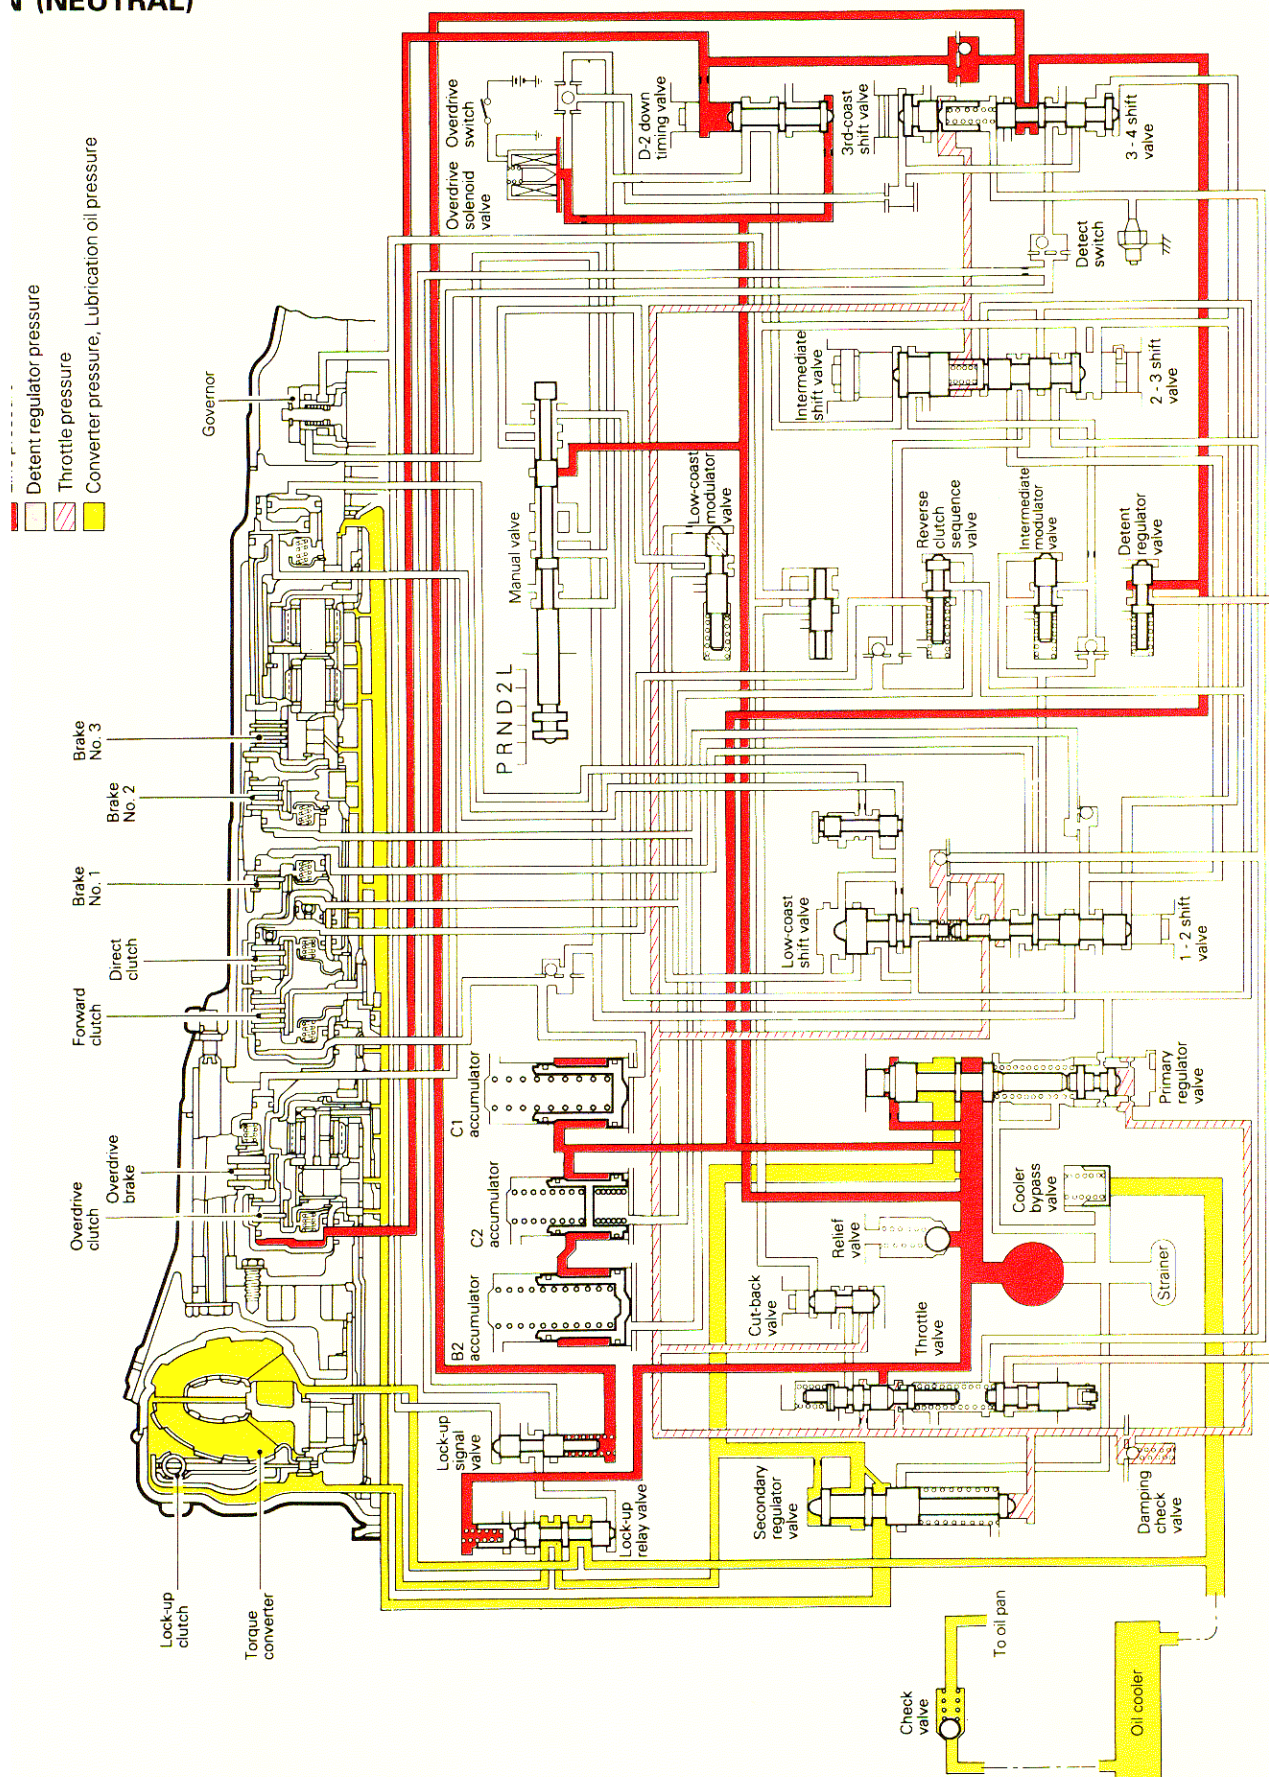 (NEUTRAL)
Detent regulator pressure
Throttle pressure
Converter pressure, Lubrication oil pressure
Governor
Brake
No. 3
Brake
No. 2
Brake
No. 1
Direct
clutch
Forward
clutch
Overdrive
brake
Overdrive
clutch
Lock-up
clutch
Torque
converter
Overdrive
switch
Overdrive
solenoid
valve
Manual valve
P R N D 2 L
C1
accumulator
C2
accumulator
B2
accumulator
Lock-up
signal
valve
Lock-up
relay valve
D-2 down
timing valve
Low-coast
modulator
valve
3rd-coast
shift valve
3 - 4 shift
valve
Detect
switch
Intermediate
shift valve
2 - 3 shift
valve
Reverse
clutch
sequence
valve
Intermediate
modulator
valve
Detent
regulator
valve
Low-coast
shift valve
1 - 2 shift
valve
Primary
regulator
valve
Cooler
bypass
valve
Relief
valve
Strainer
Cut-back
valve
Throttle
valve
Secondary
regulator
valve
Damping
check
valve
Check
valve
To oil pan
Oil cooler